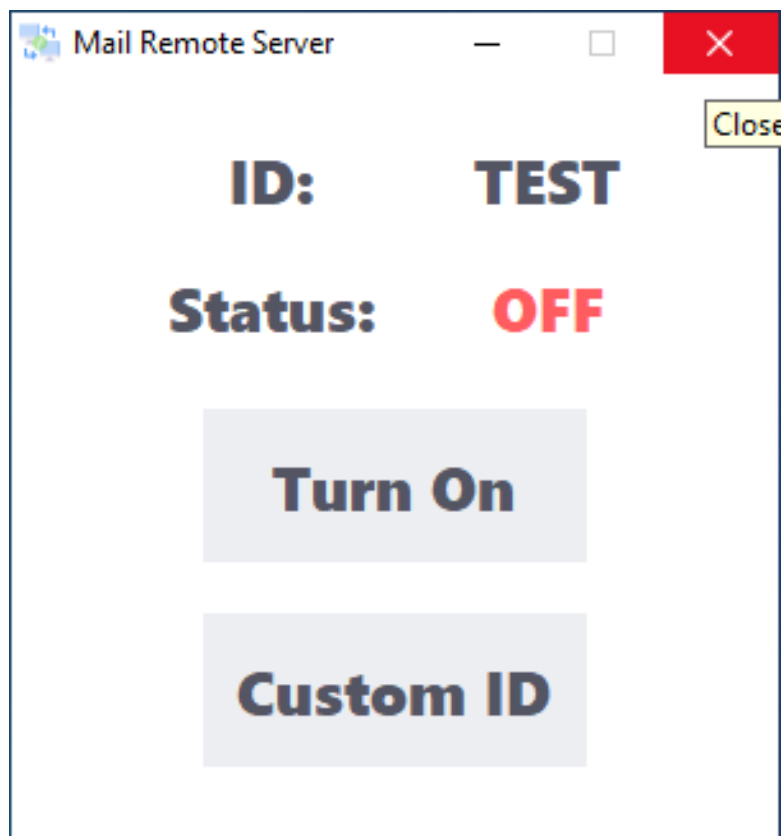 Mail Remote Server
Close
ID: TEST
Status: OFF
Turn On
Custom ID